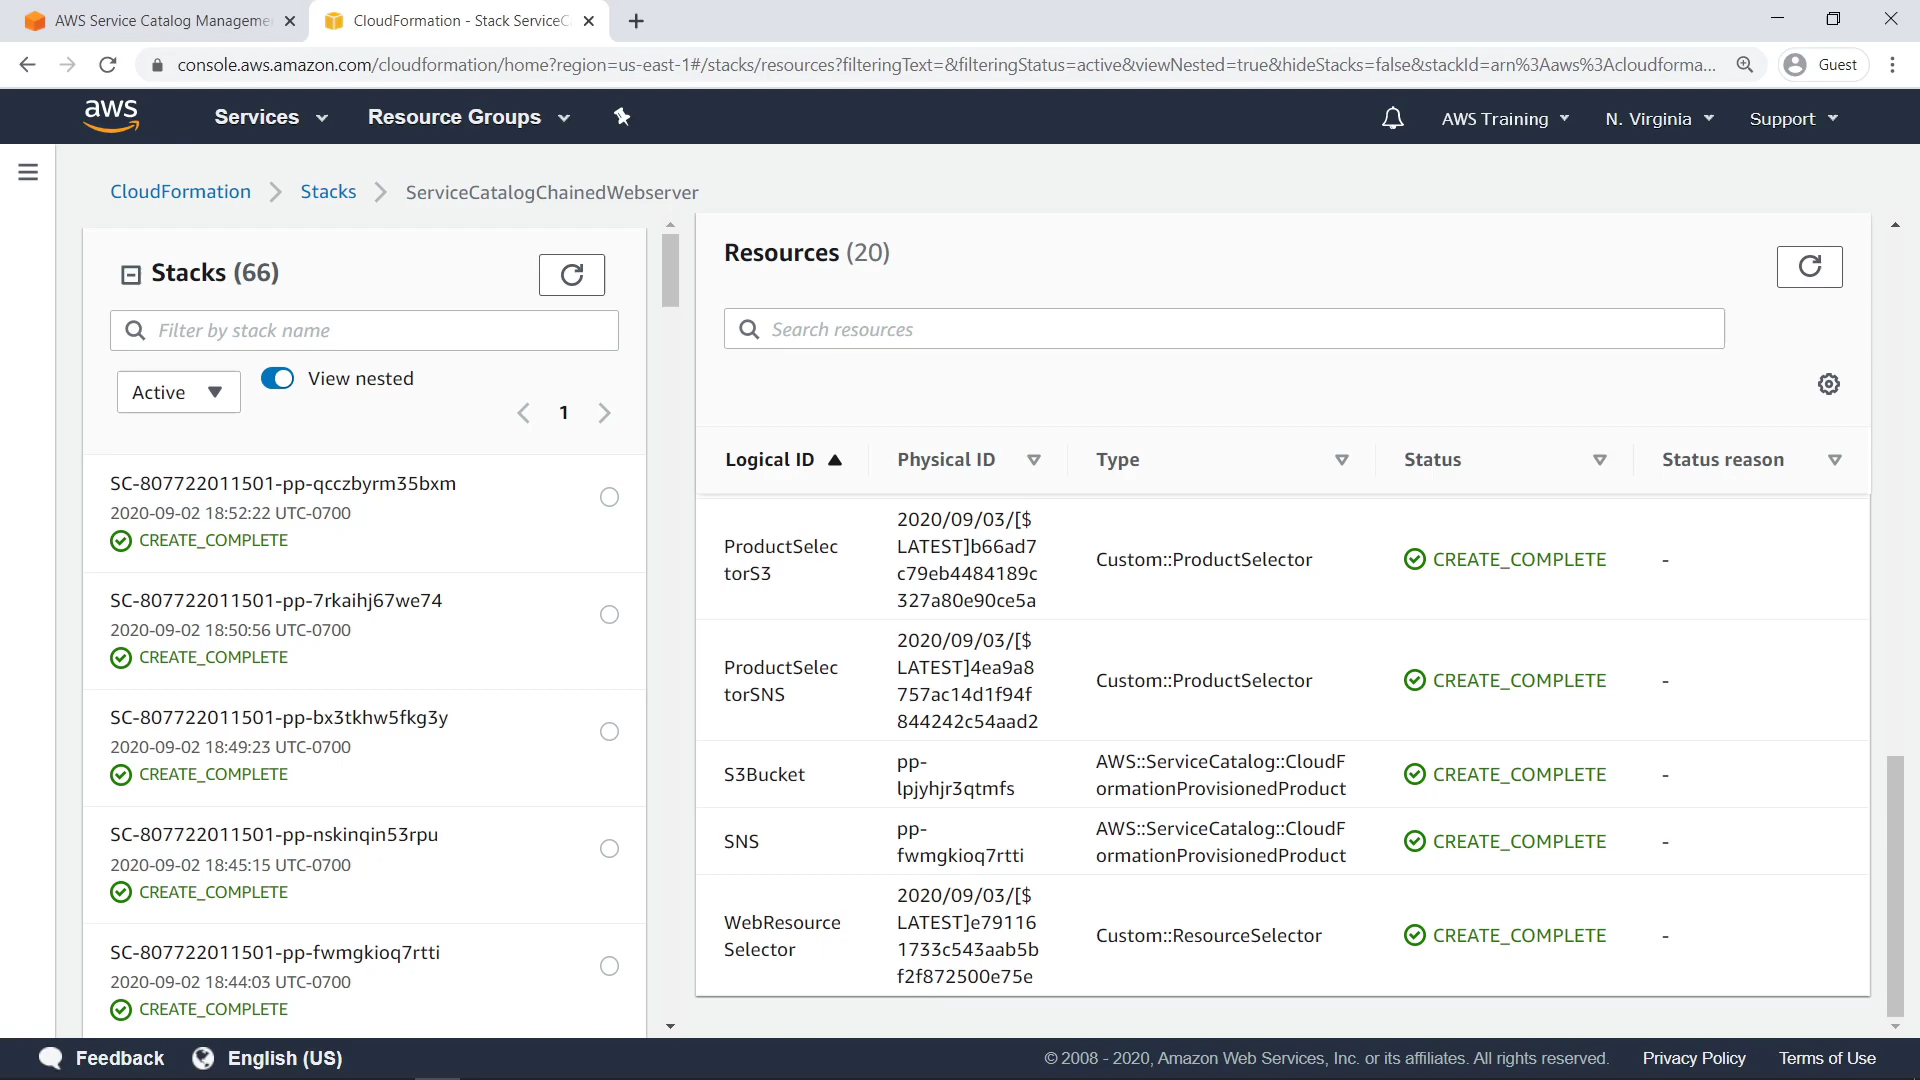 AWS Service Catalog Manageme
CloudFormation - Stack ServiceC
console.aws.amazon.com/cloudformation/home?region=us-east-1#/stacks/resources?filteringText=&filteringStatus=active&viewNested=true&hideStacks=false&stackId=arn%3Aaws%3Acloudforma...
Guest
aws
Services
Resource Groups
AWS Training
N. Virginia
Support
CloudFormation
Stacks
ServiceCatalogChainedWebserver
Stacks (66)
Filter by stack name
Active
View nested
1
SC-807722011501-pp-qcczbyrm35bxm
2020-09-02 18:52:22 UTC-0700
CREATE_COMPLETE
SC-807722011501-pp-7rkaihj67we74
2020-09-02 18:50:56 UTC-0700
CREATE_COMPLETE
SC-807722011501-pp-bx3tkhw5fkg3y
2020-09-02 18:49:23 UTC-0700
CREATE_COMPLETE
SC-807722011501-pp-nskinqin53rpu
2020-09-02 18:45:15 UTC-0700
CREATE_COMPLETE
SC-807722011501-pp-fwmgkioq7rtti
2020-09-02 18:44:03 UTC-0700
CREATE_COMPLETE
Resources (20)
Search resources
Logical ID
Physical ID
Type
Status
Status reason
ProductSelec
torS3
2020/09/03/[$
LATEST]b66ad7
c79eb4484189c
327a80e90ce5a
Custom::ProductSelector
CREATE_COMPLETE
-
ProductSelec
torSNS
2020/09/03/[$
LATEST]4ea9a8
757ac14d1f94f
844242c54aad2
Custom::ProductSelector
CREATE_COMPLETE
-
S3Bucket
pp-
lpjyhjr3qtmfs
AWS::ServiceCatalog::CloudF
ormationProvisionedProduct
CREATE_COMPLETE
-
SNS
pp-
fwmgkioq7rtti
AWS::ServiceCatalog::CloudF
ormationProvisionedProduct
CREATE_COMPLETE
-
WebResource
Selector
2020/09/03/[$
LATEST]e79116
1733c543aab5b
f2f872500e75e
Custom::ResourceSelector
CREATE_COMPLETE
-
Feedback
English (US)
© 2008 - 2020, Amazon Web Services, Inc. or its affiliates. All rights reserved.
Privacy Policy
Terms of Use